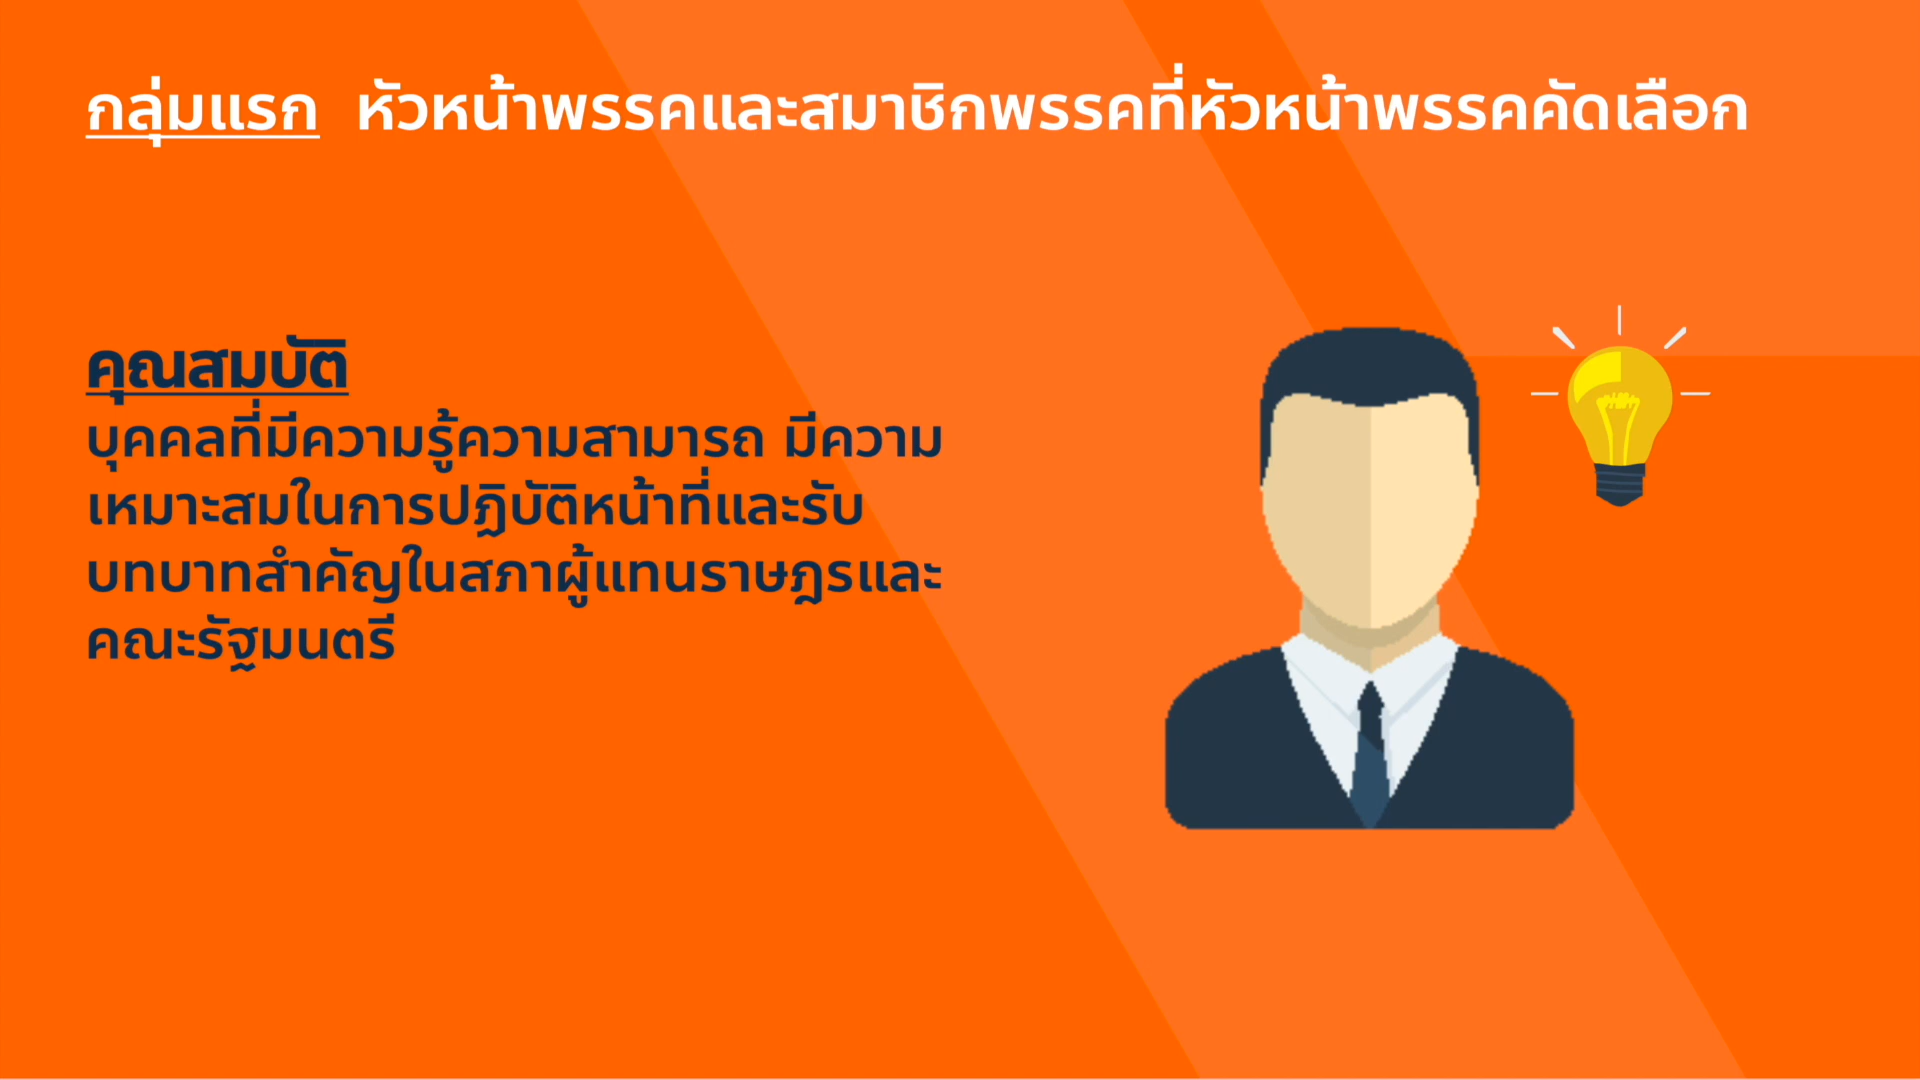 กลุ่มแรก หัวหน้าพรรคและสมาชิกพรรคที่หัวหน้าพรรคคัดเลือก
คุณสมบัติ
บุคคลที่มีความรู้ความสามารถ มีความ
เหมาะสมในการปฏิบัติหน้าที่และรับ
บทบาทสำคัญในสภาผู้แทนราษฎรและ
คณะรัฐมนตรี